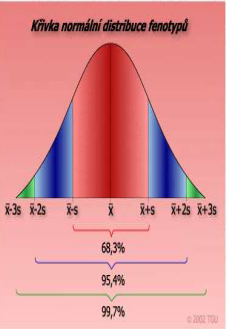 Křivka normální distribuce fenotypů
x̄-3s x̄-2s x̄-s x̄ x̄+s x̄+2s x̄+3s
68,3%
95,4%
99,7%
© 2002 TGU